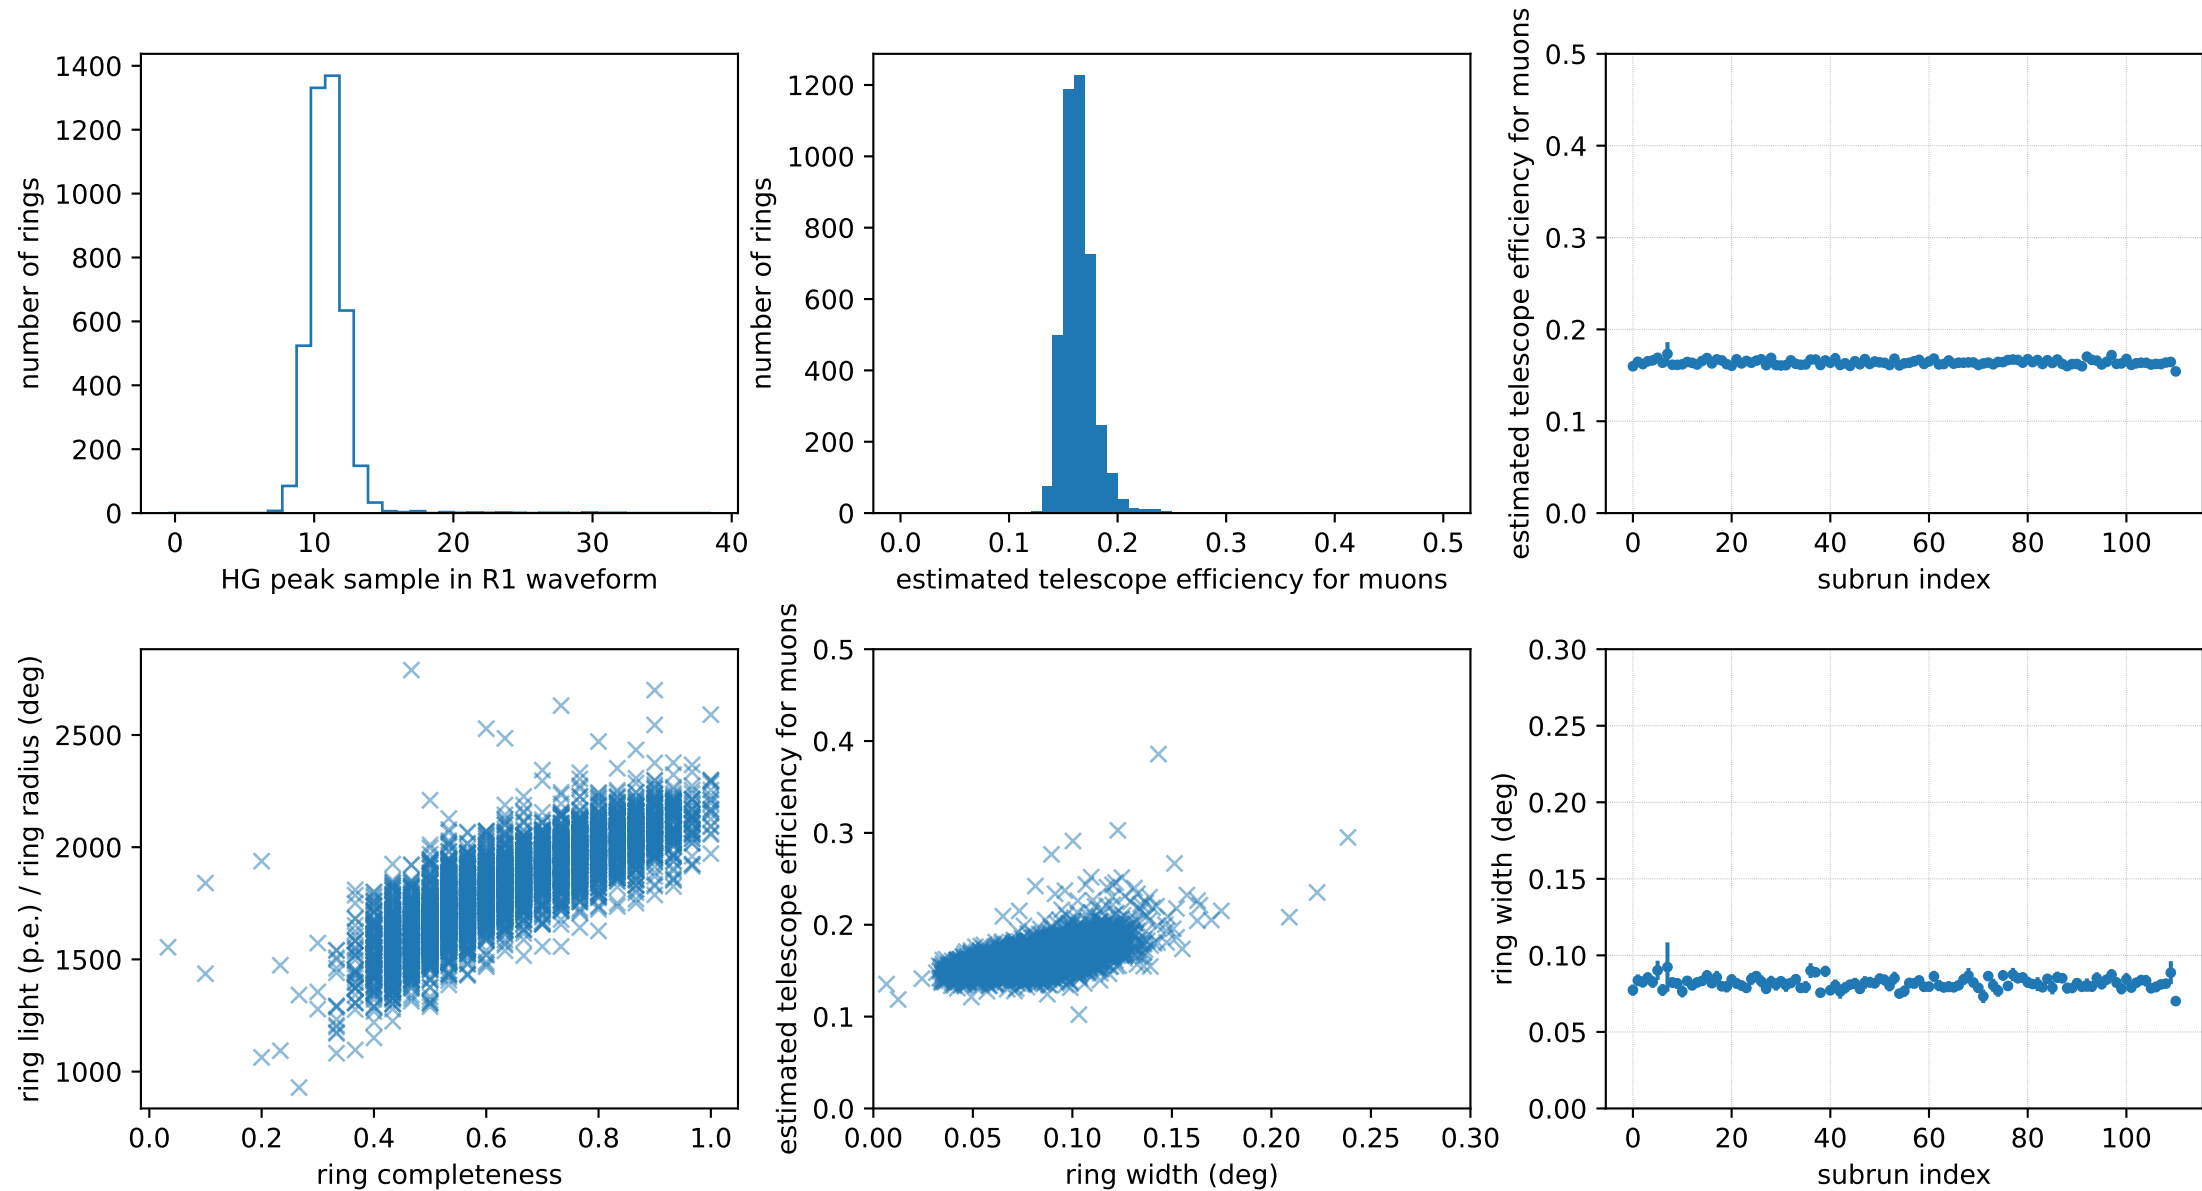 1400
1200
1000
800
600
400
200
0
number of rings
0 10 20 30 40
HG peak sample in R1 waveform
1200
1000
800
600
400
200
0
number of rings
0.0 0.1 0.2 0.3 0.4 0.5
estimated telescope efficiency for muons
0.5
0.4
0.3
0.2
0.1
0.0
estimated telescope efficiency for muons
0 20 40 60 80 100
subrun index
2500
2000
1500
1000
ring light (p.e.) / ring radius (deg)
0.0 0.2 0.4 0.6 0.8 1.0
ring completeness
0.5
0.4
0.3
0.2
0.1
0.0
estimated telescope efficiency for muons
0.00 0.05 0.10 0.15 0.20 0.25 0.30
ring width (deg)
0.30
0.25
0.20
0.15
0.10
0.05
0.00
ring width (deg)
0 20 40 60 80 100
subrun index